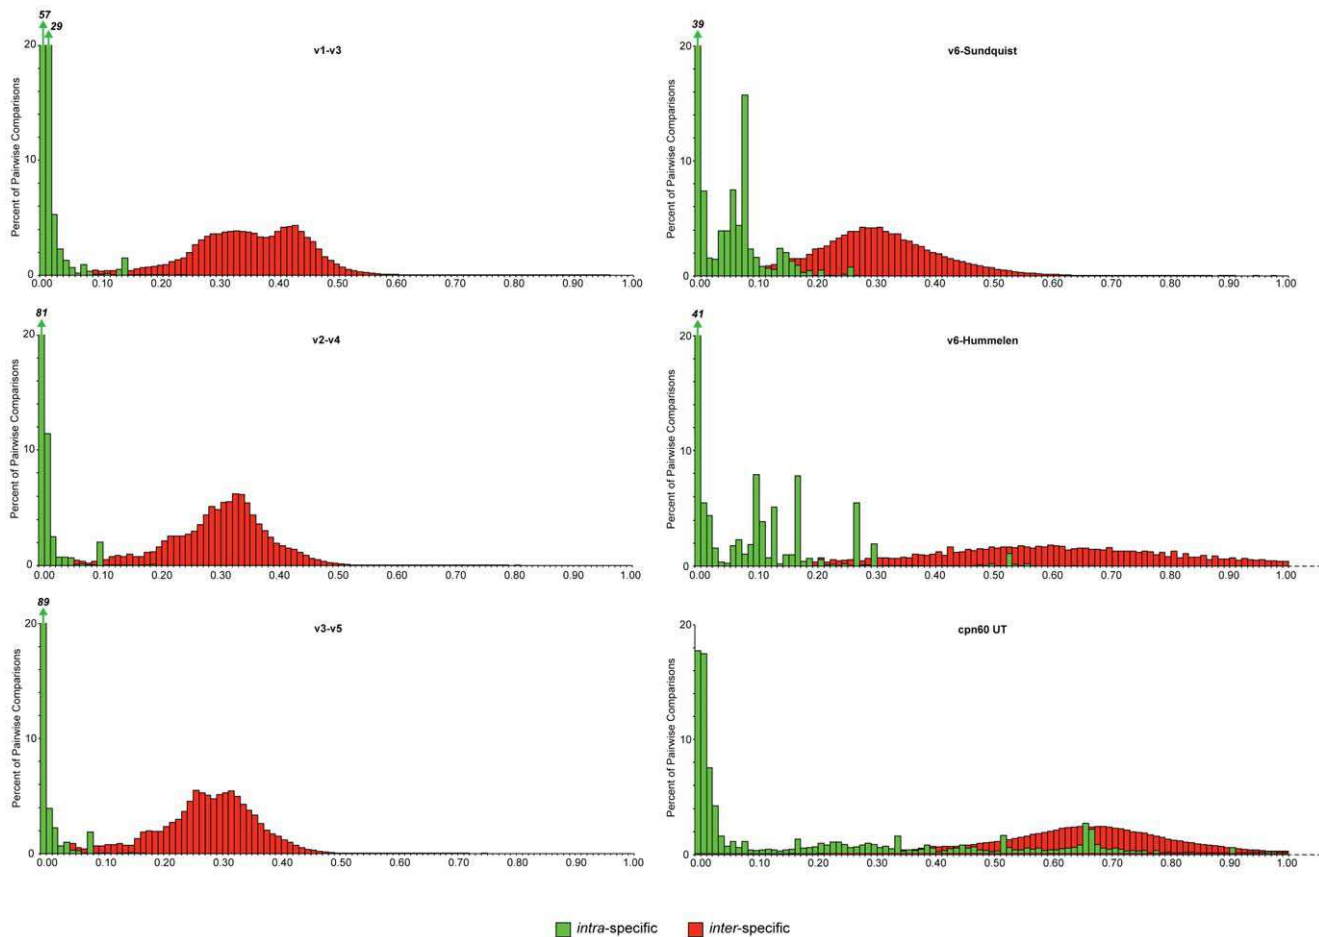 57
29
v1-v3
Percent of Pairwise Comparisons
20
10
0
0.00 0.10 0.20 0.30 0.40 0.50 0.60 0.70 0.80 0.90 1.00
39
v6-Sundquist
Percent of Pairwise Comparisons
20
10
0
0.00 0.10 0.20 0.30 0.40 0.50 0.60 0.70 0.80 0.90 1.00
81
v2-v4
Percent of Pairwise Comparisons
20
10
0
0.00 0.10 0.20 0.30 0.40 0.50 0.60 0.70 0.80 0.90 1.00
41
v6-Hummelen
Percent of Pairwise Comparisons
20
10
0
0.00 0.10 0.20 0.30 0.40 0.50 0.60 0.70 0.80 0.90 1.00
89
v3-v5
Percent of Pairwise Comparisons
20
10
0
0.00 0.10 0.20 0.30 0.40 0.50 0.60 0.70 0.80 0.90 1.00
cpn60 UT
Percent of Pairwise Comparisons
20
10
0
0.00 0.10 0.20 0.30 0.40 0.50 0.60 0.70 0.80 0.90 1.00
intra-specific inter-specific